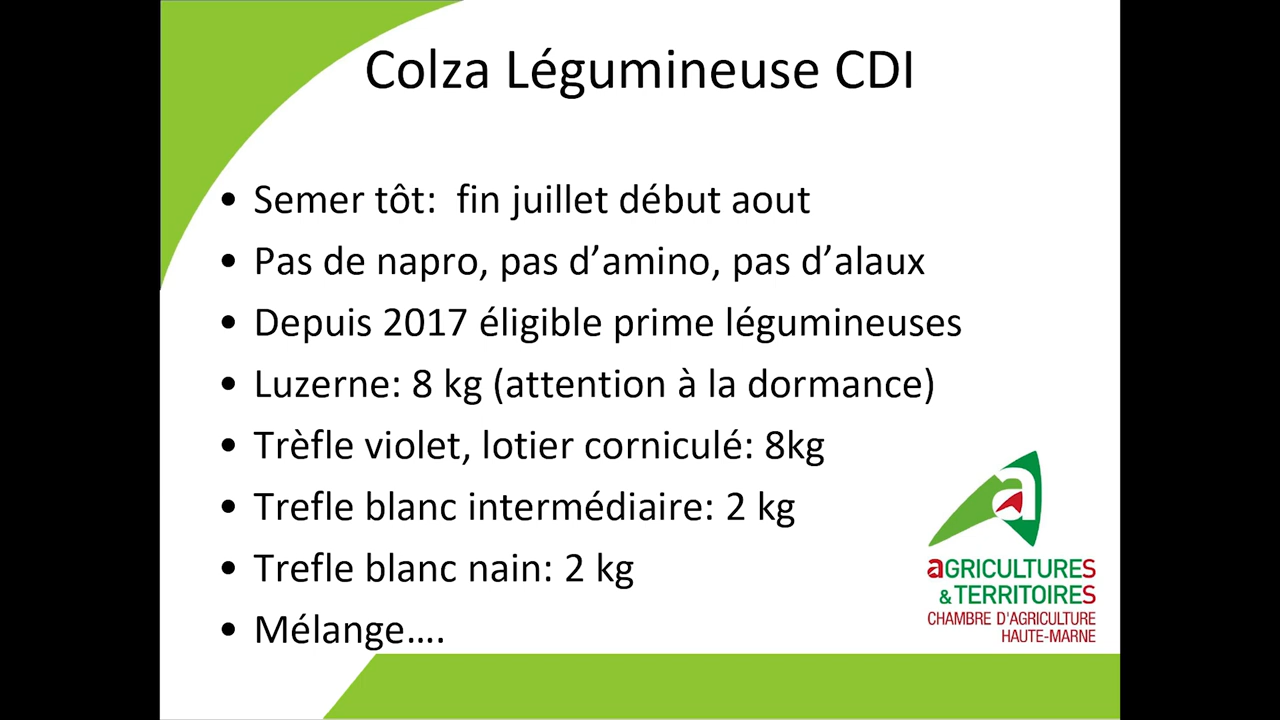 Colza Légumineuse CDI
• Semer tôt:  fin juillet début aout
• Pas de napro, pas d’amino, pas d’alaux
• Depuis 2017 éligible prime légumineuses
• Luzerne: 8 kg (attention à la dormance)
• Trèfle violet, lotier corniculé: 8kg
• Trefle blanc intermédiaire: 2 kg
• Trefle blanc nain: 2 kg
• Mélange….
a
aGRICULTURES
& TERRITOIRES
CHAMBRE D'AGRICULTURE
HAUTE-MARNE